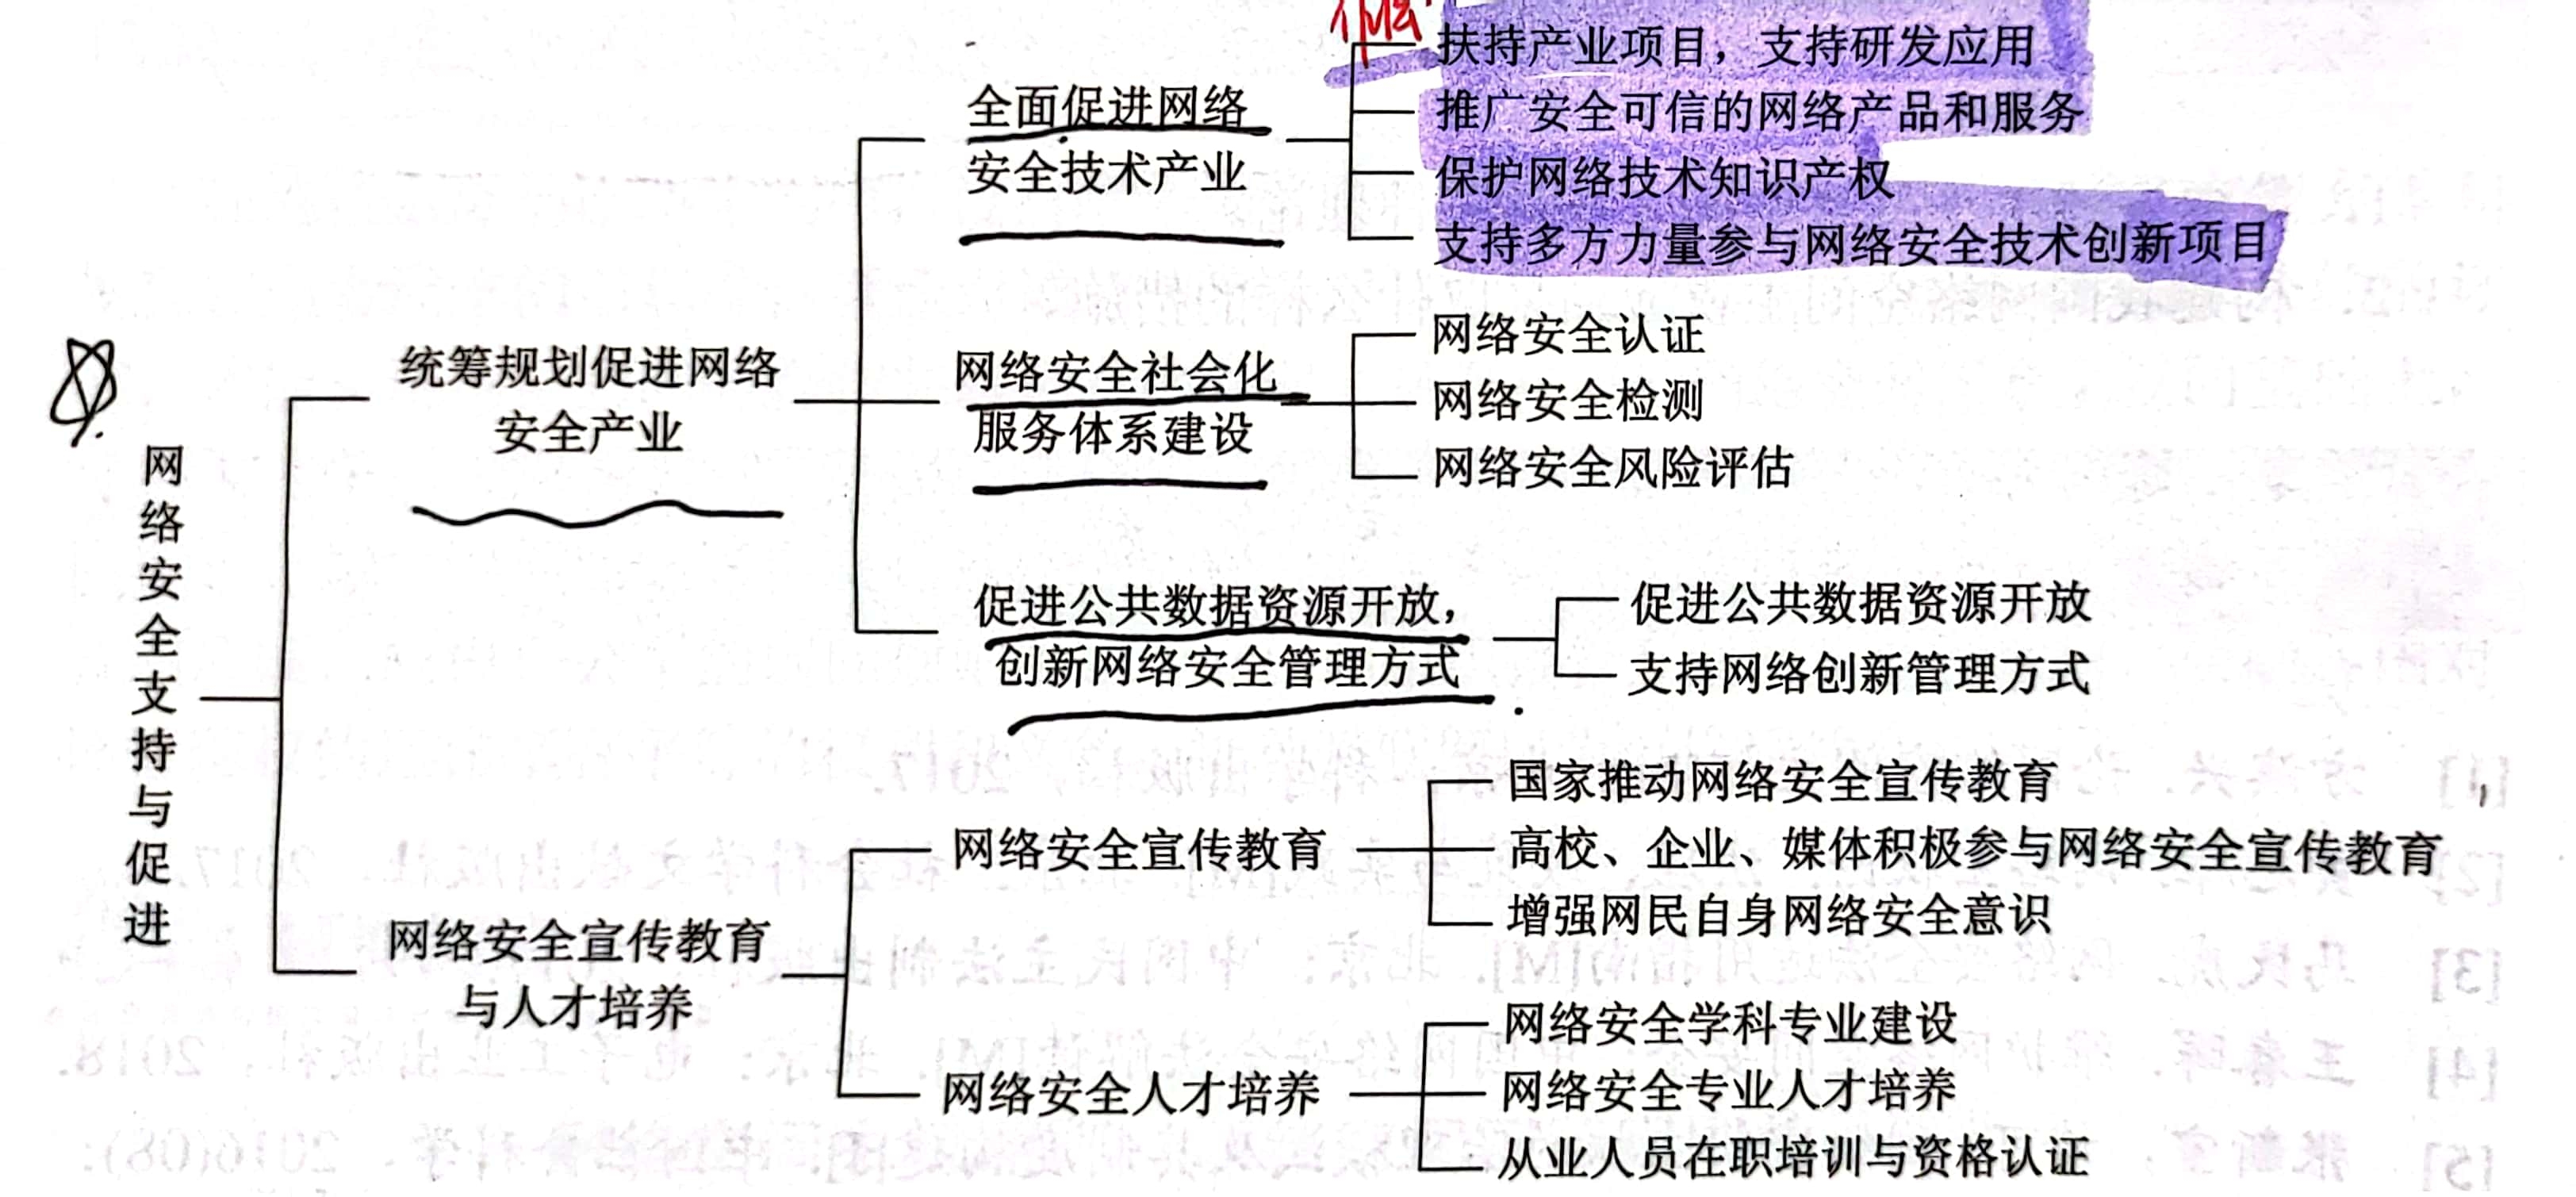 网络安全支持与促进
统筹规划促进网络
安全产业
全面促进网络
安全技术产业
扶持产业项目，支持研发应用
推广安全可信的网络产品和服务
保护网络技术知识产权
支持多方力量参与网络安全技术创新项目
网络安全社会化
服务体系建设
网络安全认证
网络安全检测
网络安全风险评估
促进公共数据资源开放，
创新网络安全管理方式
促进公共数据资源开放
支持网络创新管理方式
网络安全宣传教育
与人才培养
网络安全宣传教育
国家推动网络安全宣传教育
高校、企业、媒体积极参与网络安全宣传教育
增强网民自身网络安全意识
网络安全人才培养
网络安全学科专业建设
网络安全专业人才培养
从业人员在职培训与资格认证